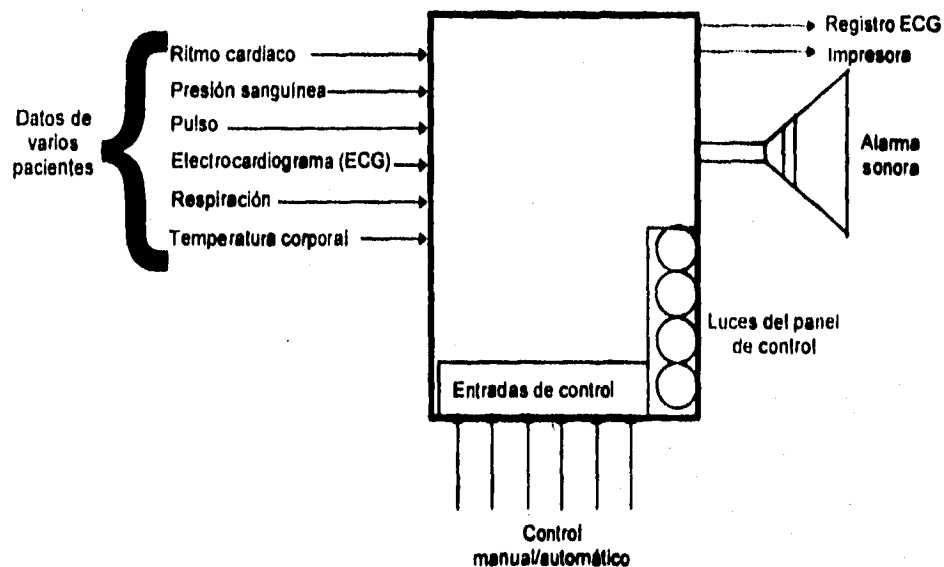 Datos de
varios
pacientes
Ritmo cardiaco
Presión sanguínea
Pulso
Electrocardiograma (ECG)
Respiración
Temperatura corporal
Registro ECG
Impresora
Alarma
sonora
Luces del panel
de control
Entradas de control
Control
manual/automático